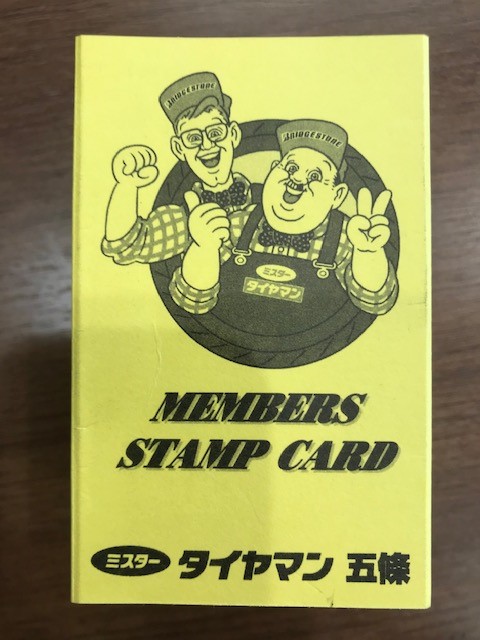 BRIDGESTONE
BRIDGESTONE
ミスター
タイヤマン
MEMBERS
STAMP CARD
ミスター タイヤマン 五條